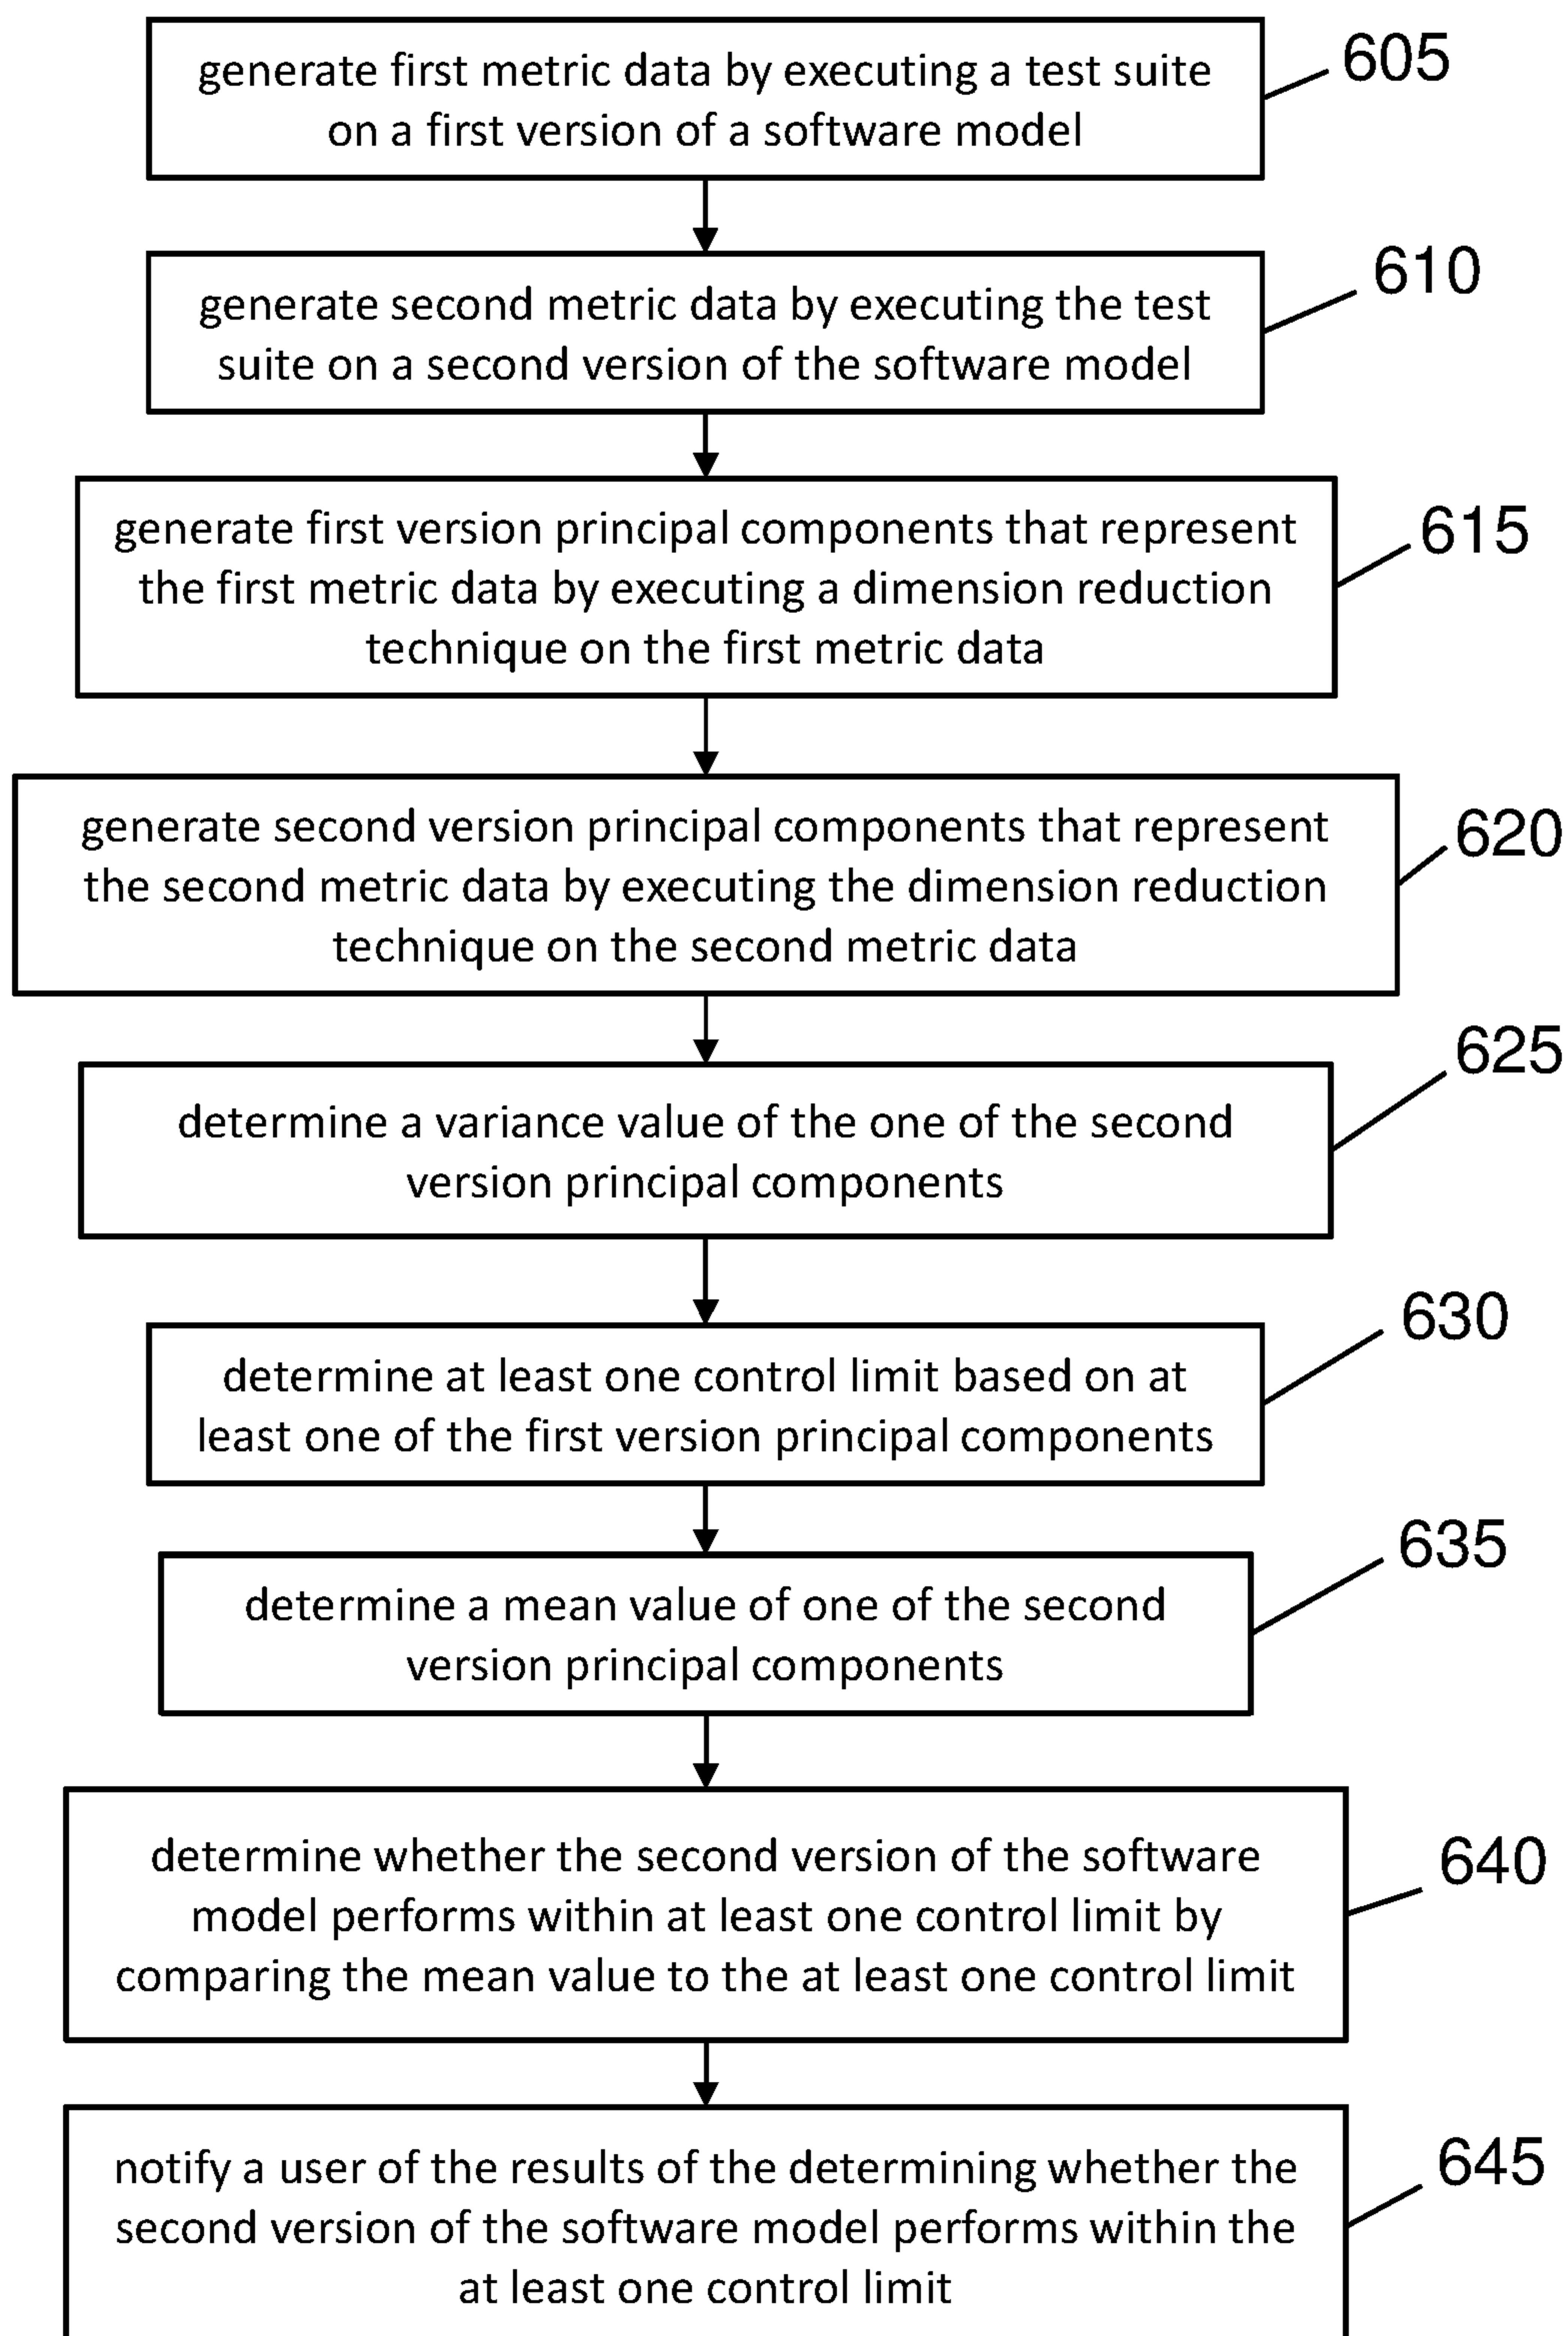 generate first metric data by executing a test suite
on a first version of a software model
605
generate second metric data by executing the test
suite on a second version of the software model
610
generate first version principal components that represent
the first metric data by executing a dimension reduction
technique on the first metric data
615
generate second version principal components that represent
the second metric data by executing the dimension reduction
technique on the second metric data
620
determine a variance value of the one of the second
version principal components
625
determine at least one control limit based on at
least one of the first version principal components
630
determine a mean value of one of the second
version principal components
635
determine whether the second version of the software
model performs within at least one control limit by
comparing the mean value to the at least one control limit
640
notify a user of the results of the determining whether the
second version of the software model performs within the
at least one control limit
645